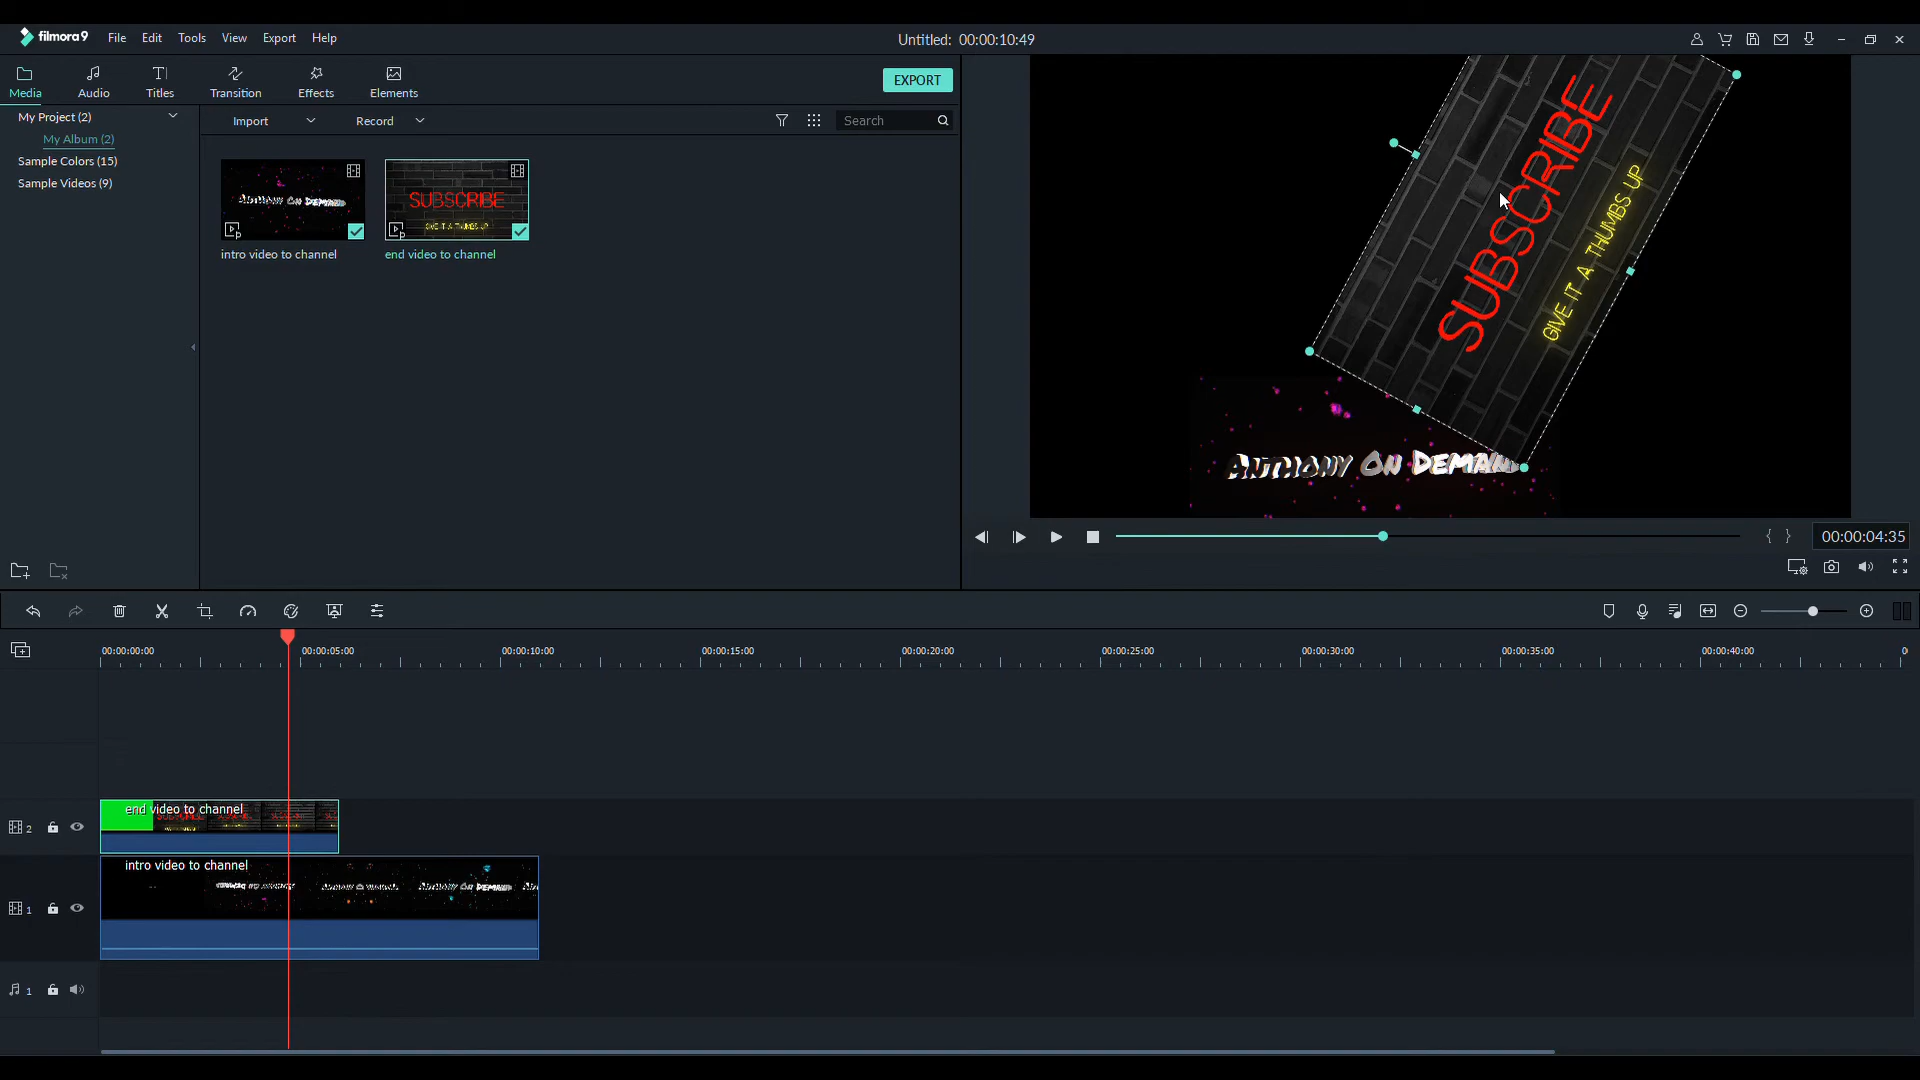 filmora9
File
Edit
Tools
View
Export
Help
Untitled: 00:00:10:49
Media
Audio
Titles
Transition
Effects
Elements
EXPORT
My Project (2)
My Album (2)
Sample Colors (15)
Sample Videos (9)
Import
Record
Search
ANTHONY ON DEMAND
SUBSCRIBE
GIVE IT A THUMBS UP
intro video to channel
end video to channel
SUBSCRIBE
GIVE IT A THUMBS UP
ANTHONY ON DEMAN
{ }
00:00:04:35
00:00:00:00
00:00:05:00
00:00:10:00
00:00:15:00
00:00:20:00
00:00:25:00
00:00:30:00
00:00:35:00
00:00:40:00
end video to channel
2
intro video to channel
ANTHONY ON DEMAND
1
1